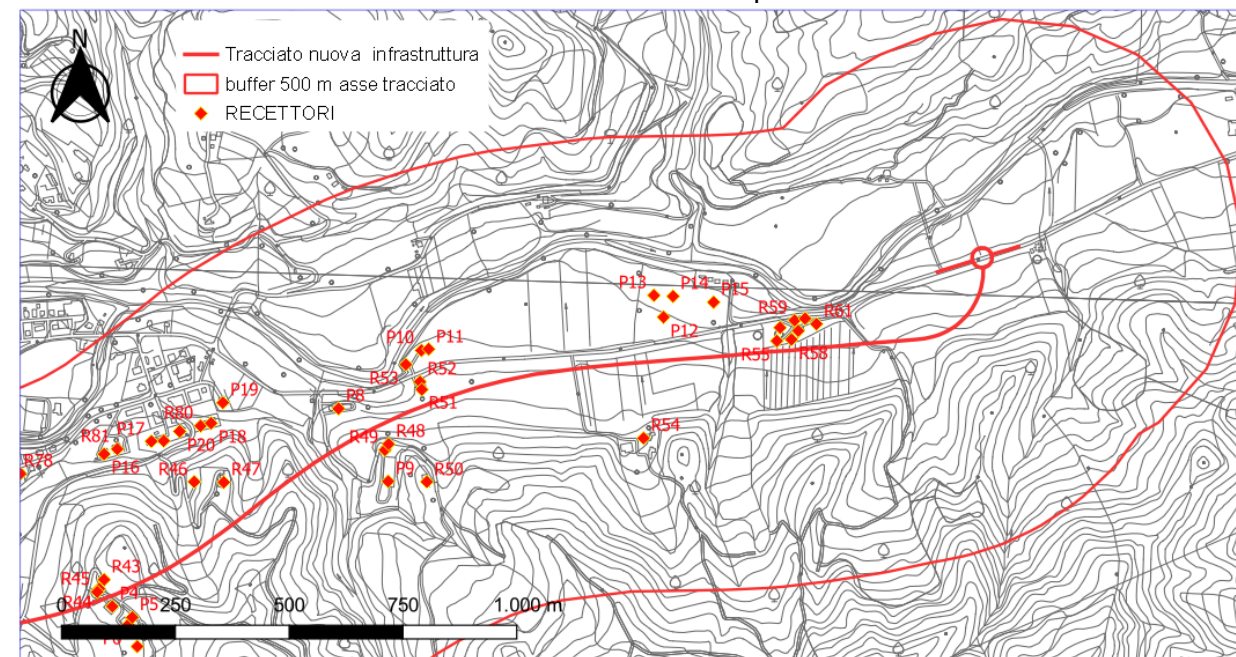 N
Tracciato nuova infrastruttura
buffer 500 m asse tracciato
RECETTORI
P13 P14 P15
P12
R59 R61
R55 R58
P10 P11
R53 R52
R51
P8
P19
R80
R81 P17 P18
P16 P20
R78
R46 R47
R49 R48
P9 R50
R54
R43
R45
R44 P4
P5
0 250 500 750 1.000 m